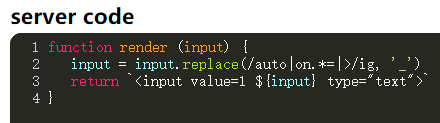 server code
1 function render (input) {
2   input = input.replace(/auto|on.*=|>/ig, '_')
3   return `<input value=1 ${input} type="text">`
4 }